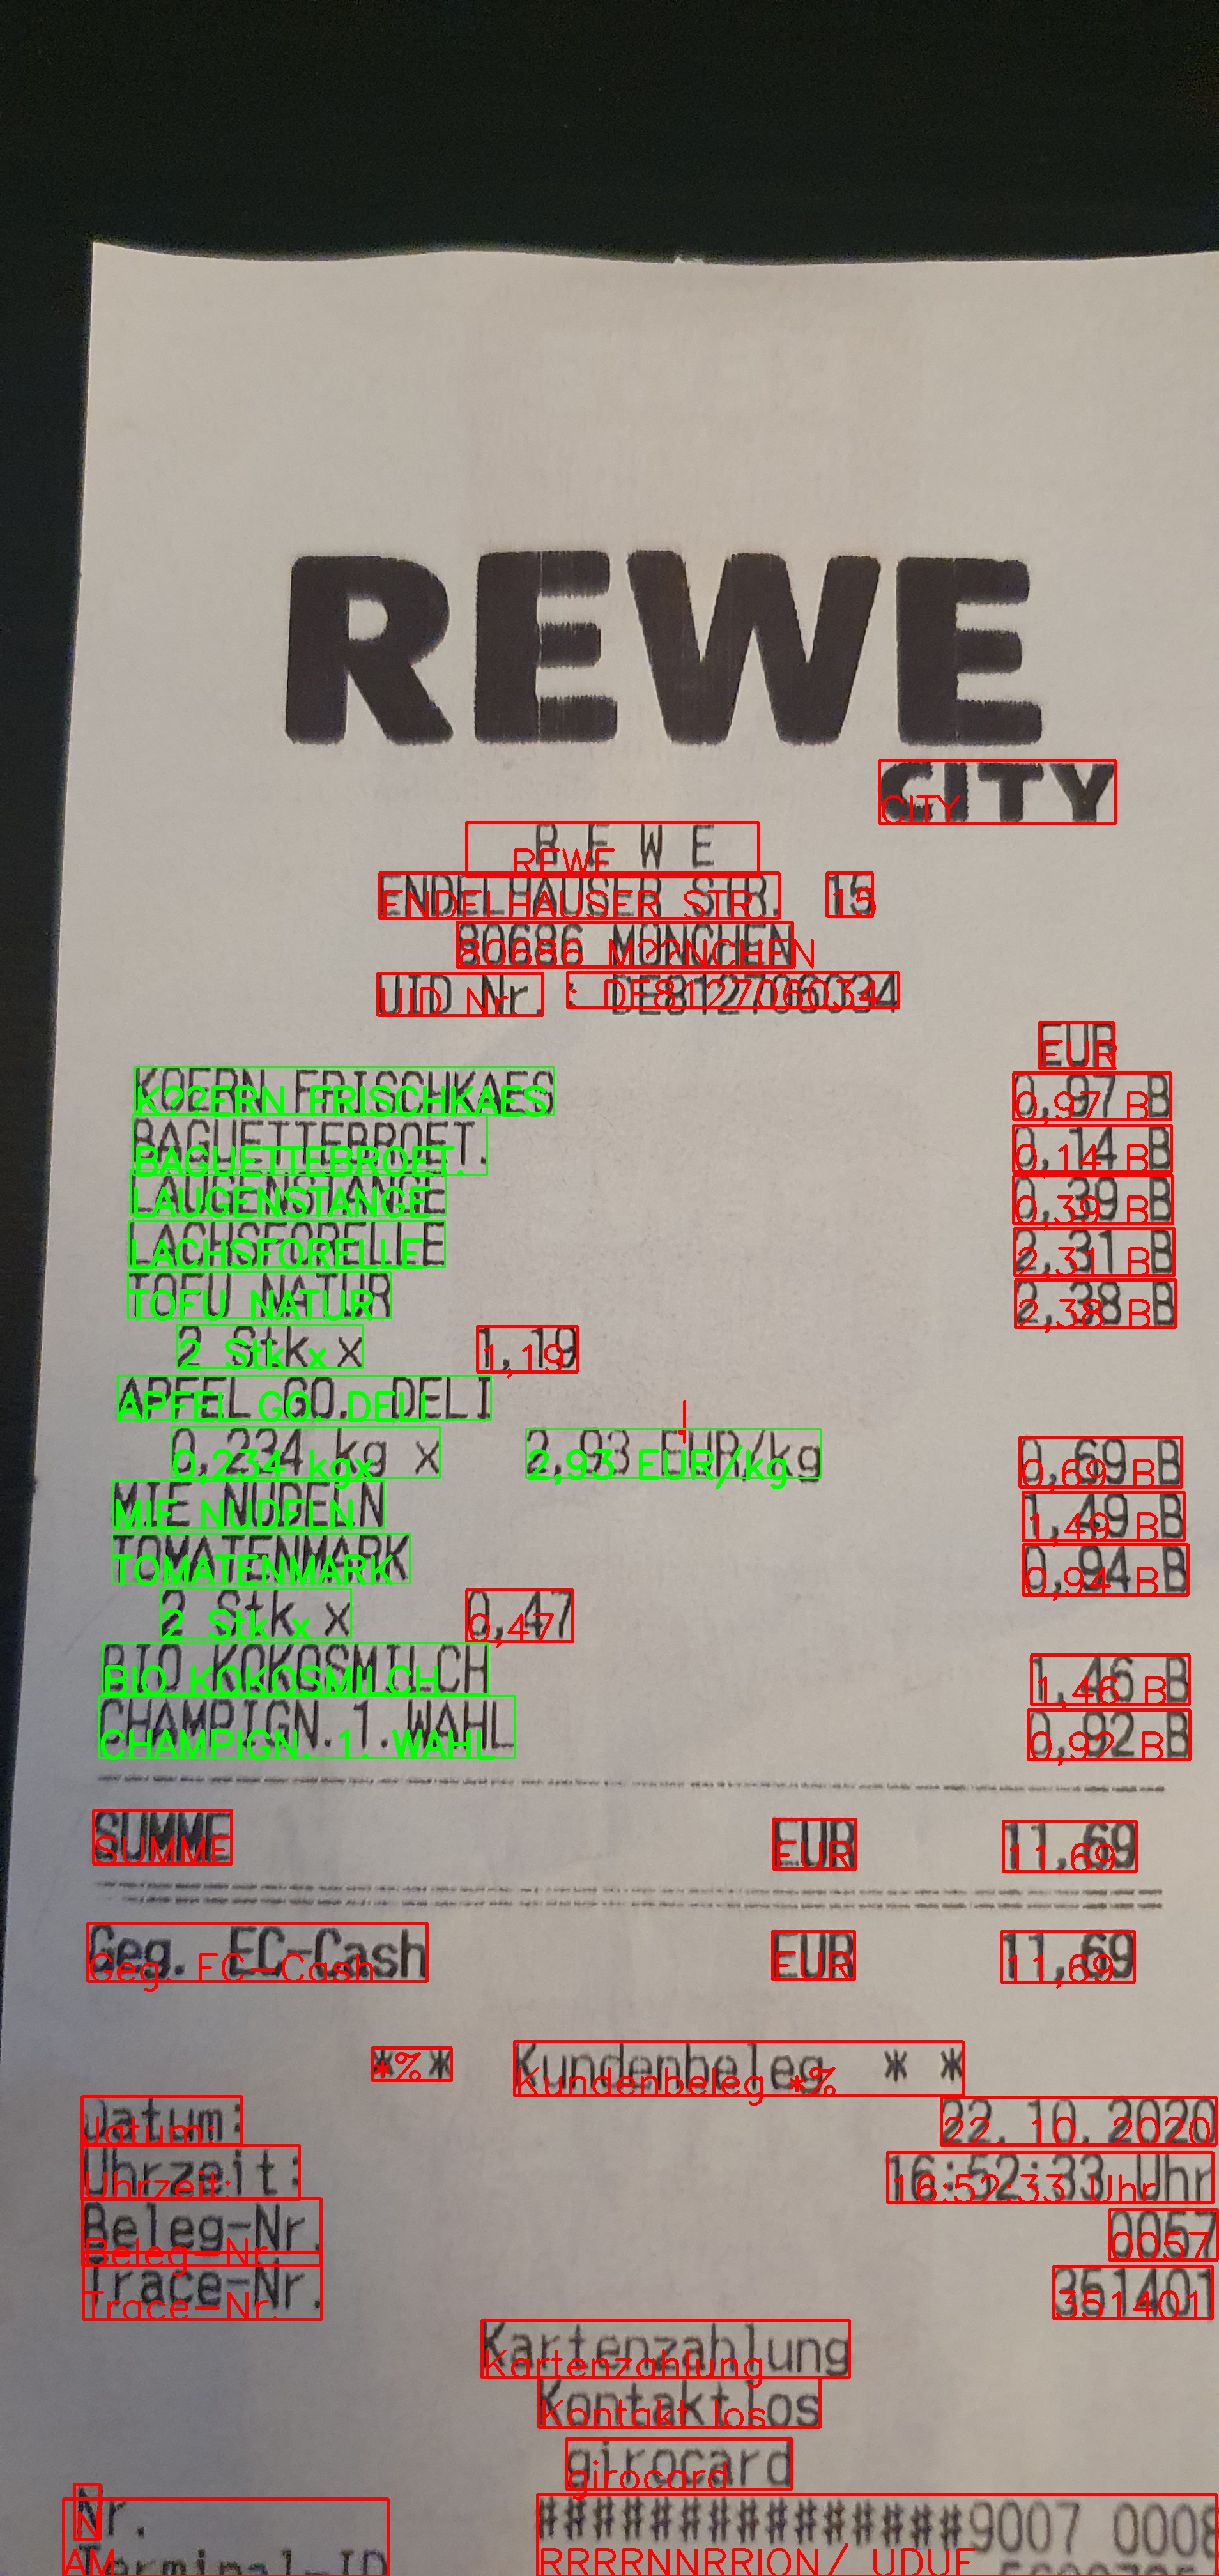 REWE
CITY
R E W E
ENDELHAUSER STR. 15
80686 MÜNCHEN
UID Nr. : DE812706034
EUR
KÖERN FRISCHKAES 0,97 B
BAGUETTEBROET. 0,14 B
LAUGENSTANGE 0,39 B
LACHSFORELLE 2,31 B
TOFU NATUR 2,38 B
2 Stk x 1,19
APFEL GO. DELI
0,234 kg x 2,93 EUR/kg 0,69 B
MIE NUDELN 1,49 B
TOMATENMARK 0,94 B
2 Stk x 0,47
BIO KOKOSMILCH 1,46 B
CHAMPIGN.1.WAHL 0,92 B
SUMME EUR 11,69
Geg. EC-Cash EUR 11,69
* * Kundenbeleg * *
Datum: 22.10.2020
Uhrzeit: 16:52:33 Uhr
Beleg-Nr. 0057
Trace-Nr. 351401
Kartenzahlung
Kontaktlos
girocard
Nr. ###############9007 0008
Terminal-ID